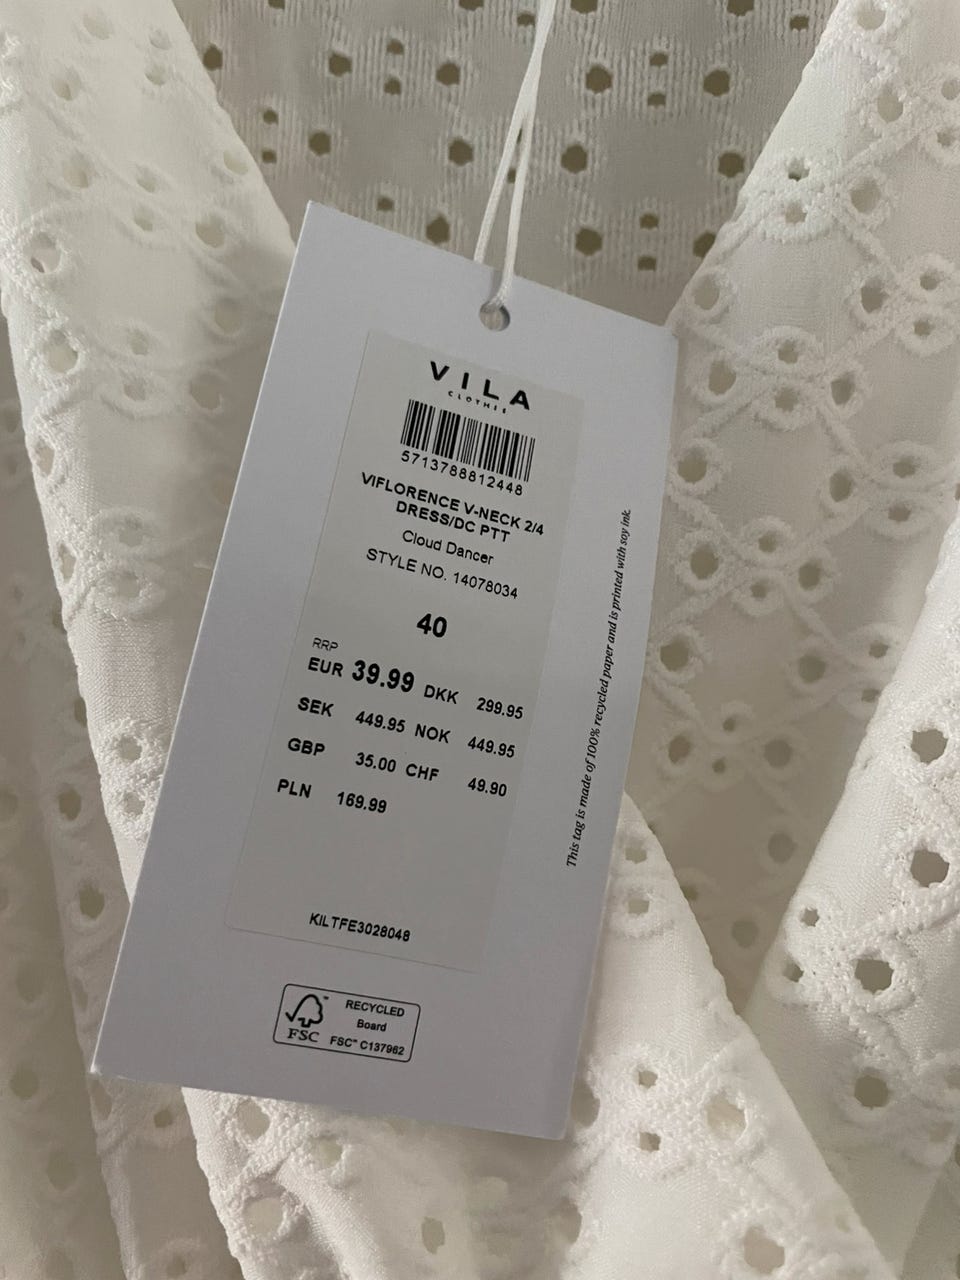 VILA
CLOTHES
5713788812448
VIFLORENCE V-NECK 2/4
DRESS/DC PTT
Cloud Dancer
STYLE NO. 14078034
40
RRP
EUR 39.99 DKK 299.95
SEK 449.95 NOK 449.95
GBP 35.00 CHF 49.90
PLN 169.99
KILTFE3028048
This tag is made of 100% recycled paper and is printed with soy ink.
FSC™
RECYCLED
Board
FSC™ C137962